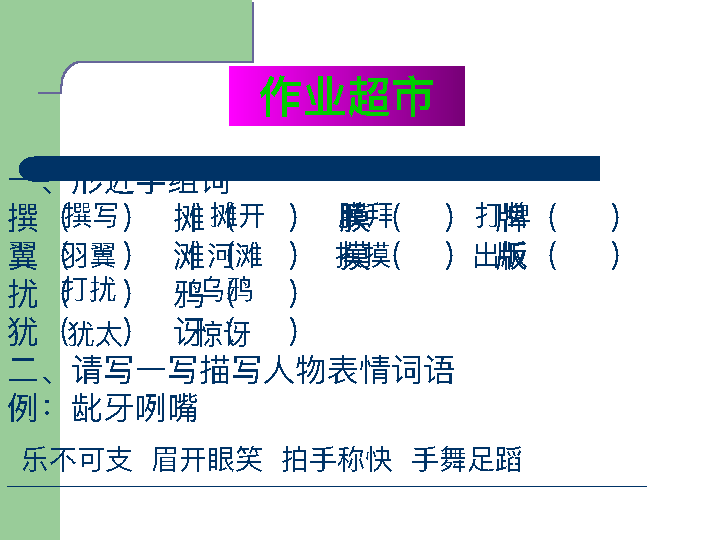 作业超市
一、形近字组词
撰（撰写） 摊（摊开） 膜（膜拜） 牌（打牌）
翼（羽翼） 滩（河滩） 摸（抚摸） 版（出版）
扰（打扰） 鸦（乌鸦）
犹（犹太） 讶（惊讶）
二、请写一写描写人物表情词语
例：龇牙咧嘴
乐不可支 眉开眼笑 拍手称快 手舞足蹈